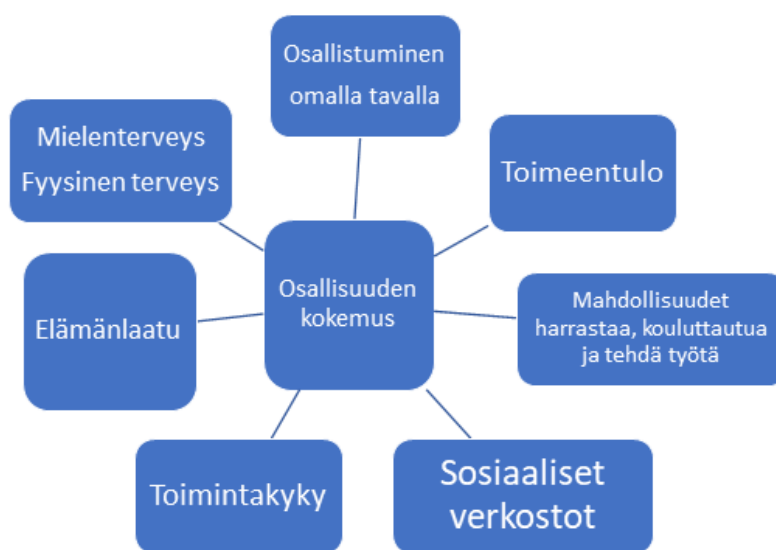 Osallistuminen
omalla tavalla
Mielenterveys
Fyysinen terveys
Toimeentulo
Osallisuuden
kokemus
Elämänlaatu
Mahdollisuudet
harrastaa, kouluttautua
ja tehdä työtä
Toimintakyky
Sosiaaliset
verkostot